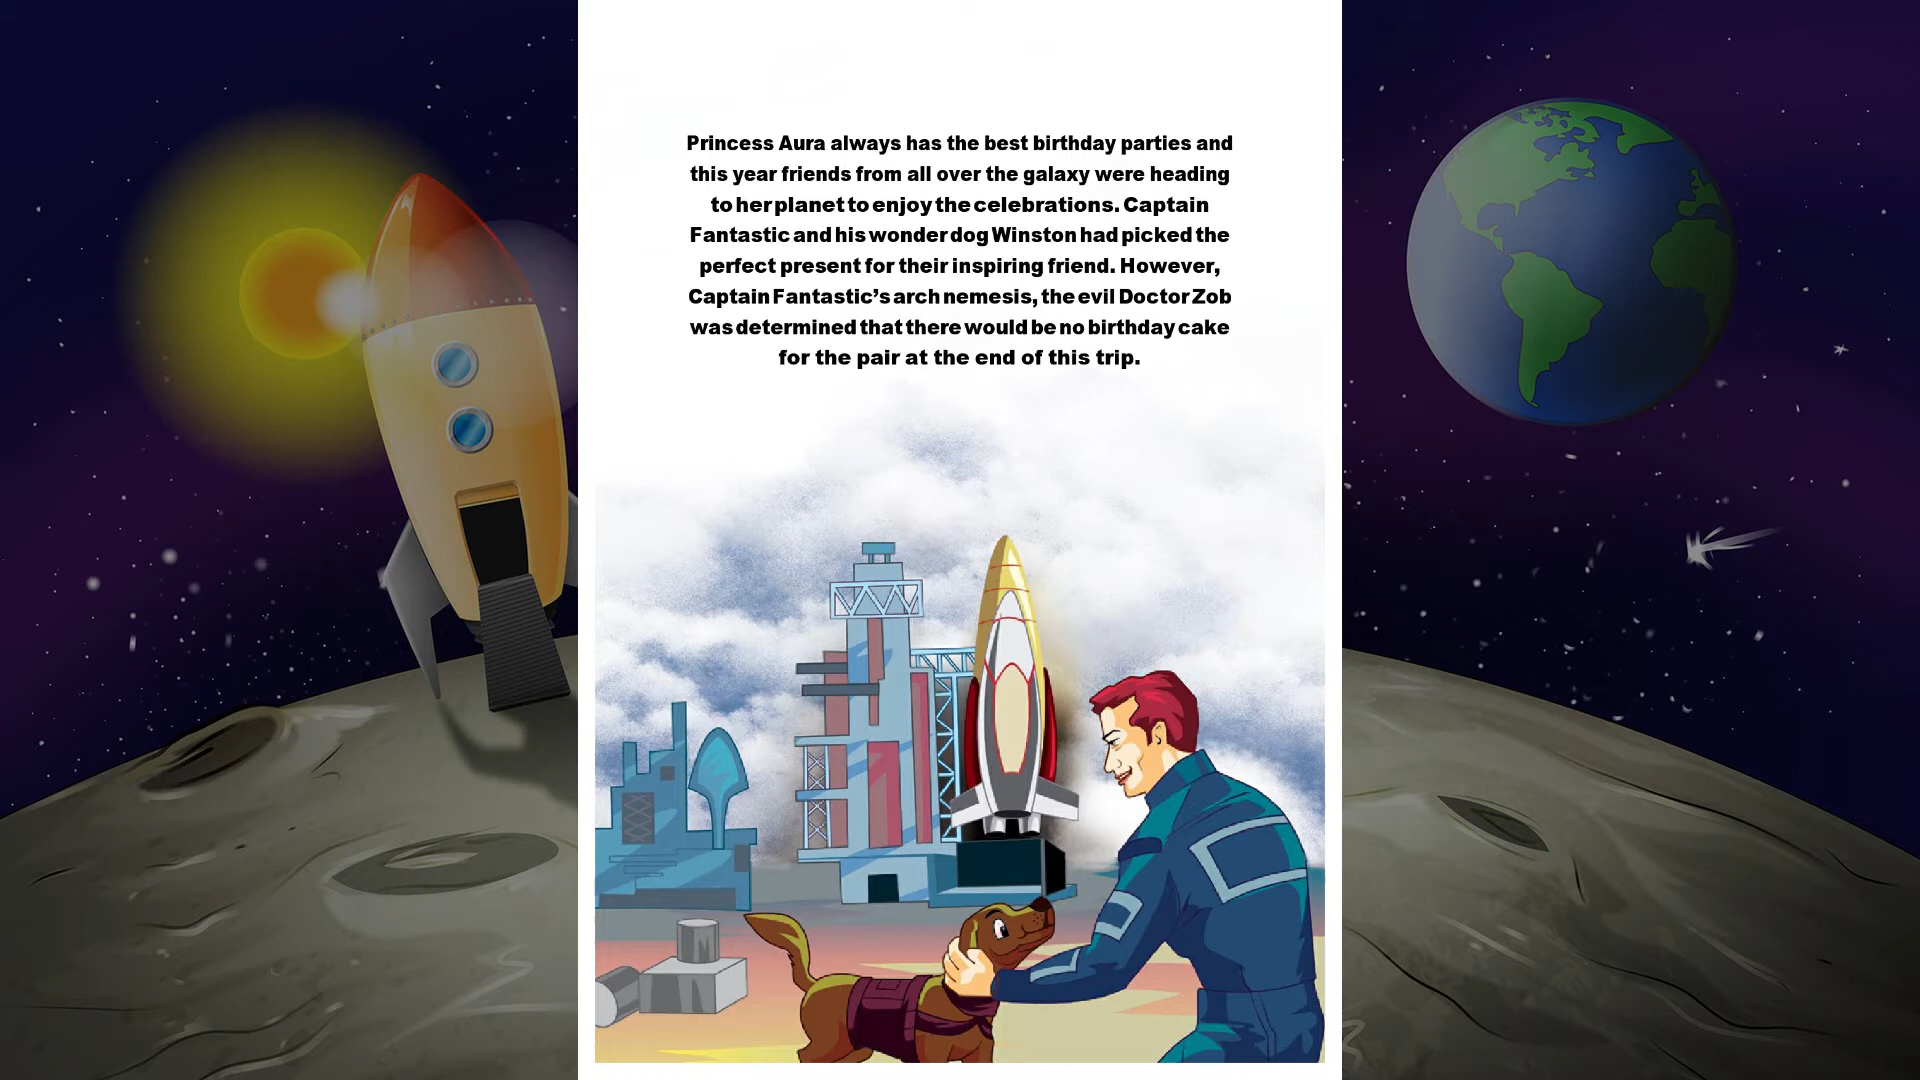 Princess Aura always has the best birthday parties and
this year friends from all over the galaxy were heading
to her planet to enjoy the celebrations. Captain
Fantastic and his wonder dog Winston had picked the
perfect present for their inspiring friend. However,
Captain Fantastic’s arch nemesis, the evil Doctor Zob
was determined that there would be no birthday cake
for the pair at the end of this trip.